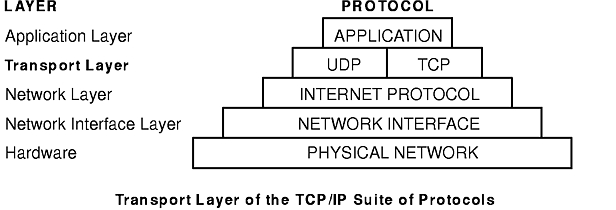 LAYER PROTOCOL
Application Layer APPLICATION
Transport Layer UDP TCP
Network Layer INTERNET PROTOCOL
Network Interface Layer NETWORK INTERFACE
Hardware PHYSICAL NETWORK
Transport Layer of the TCP/IP Suite of Protocols